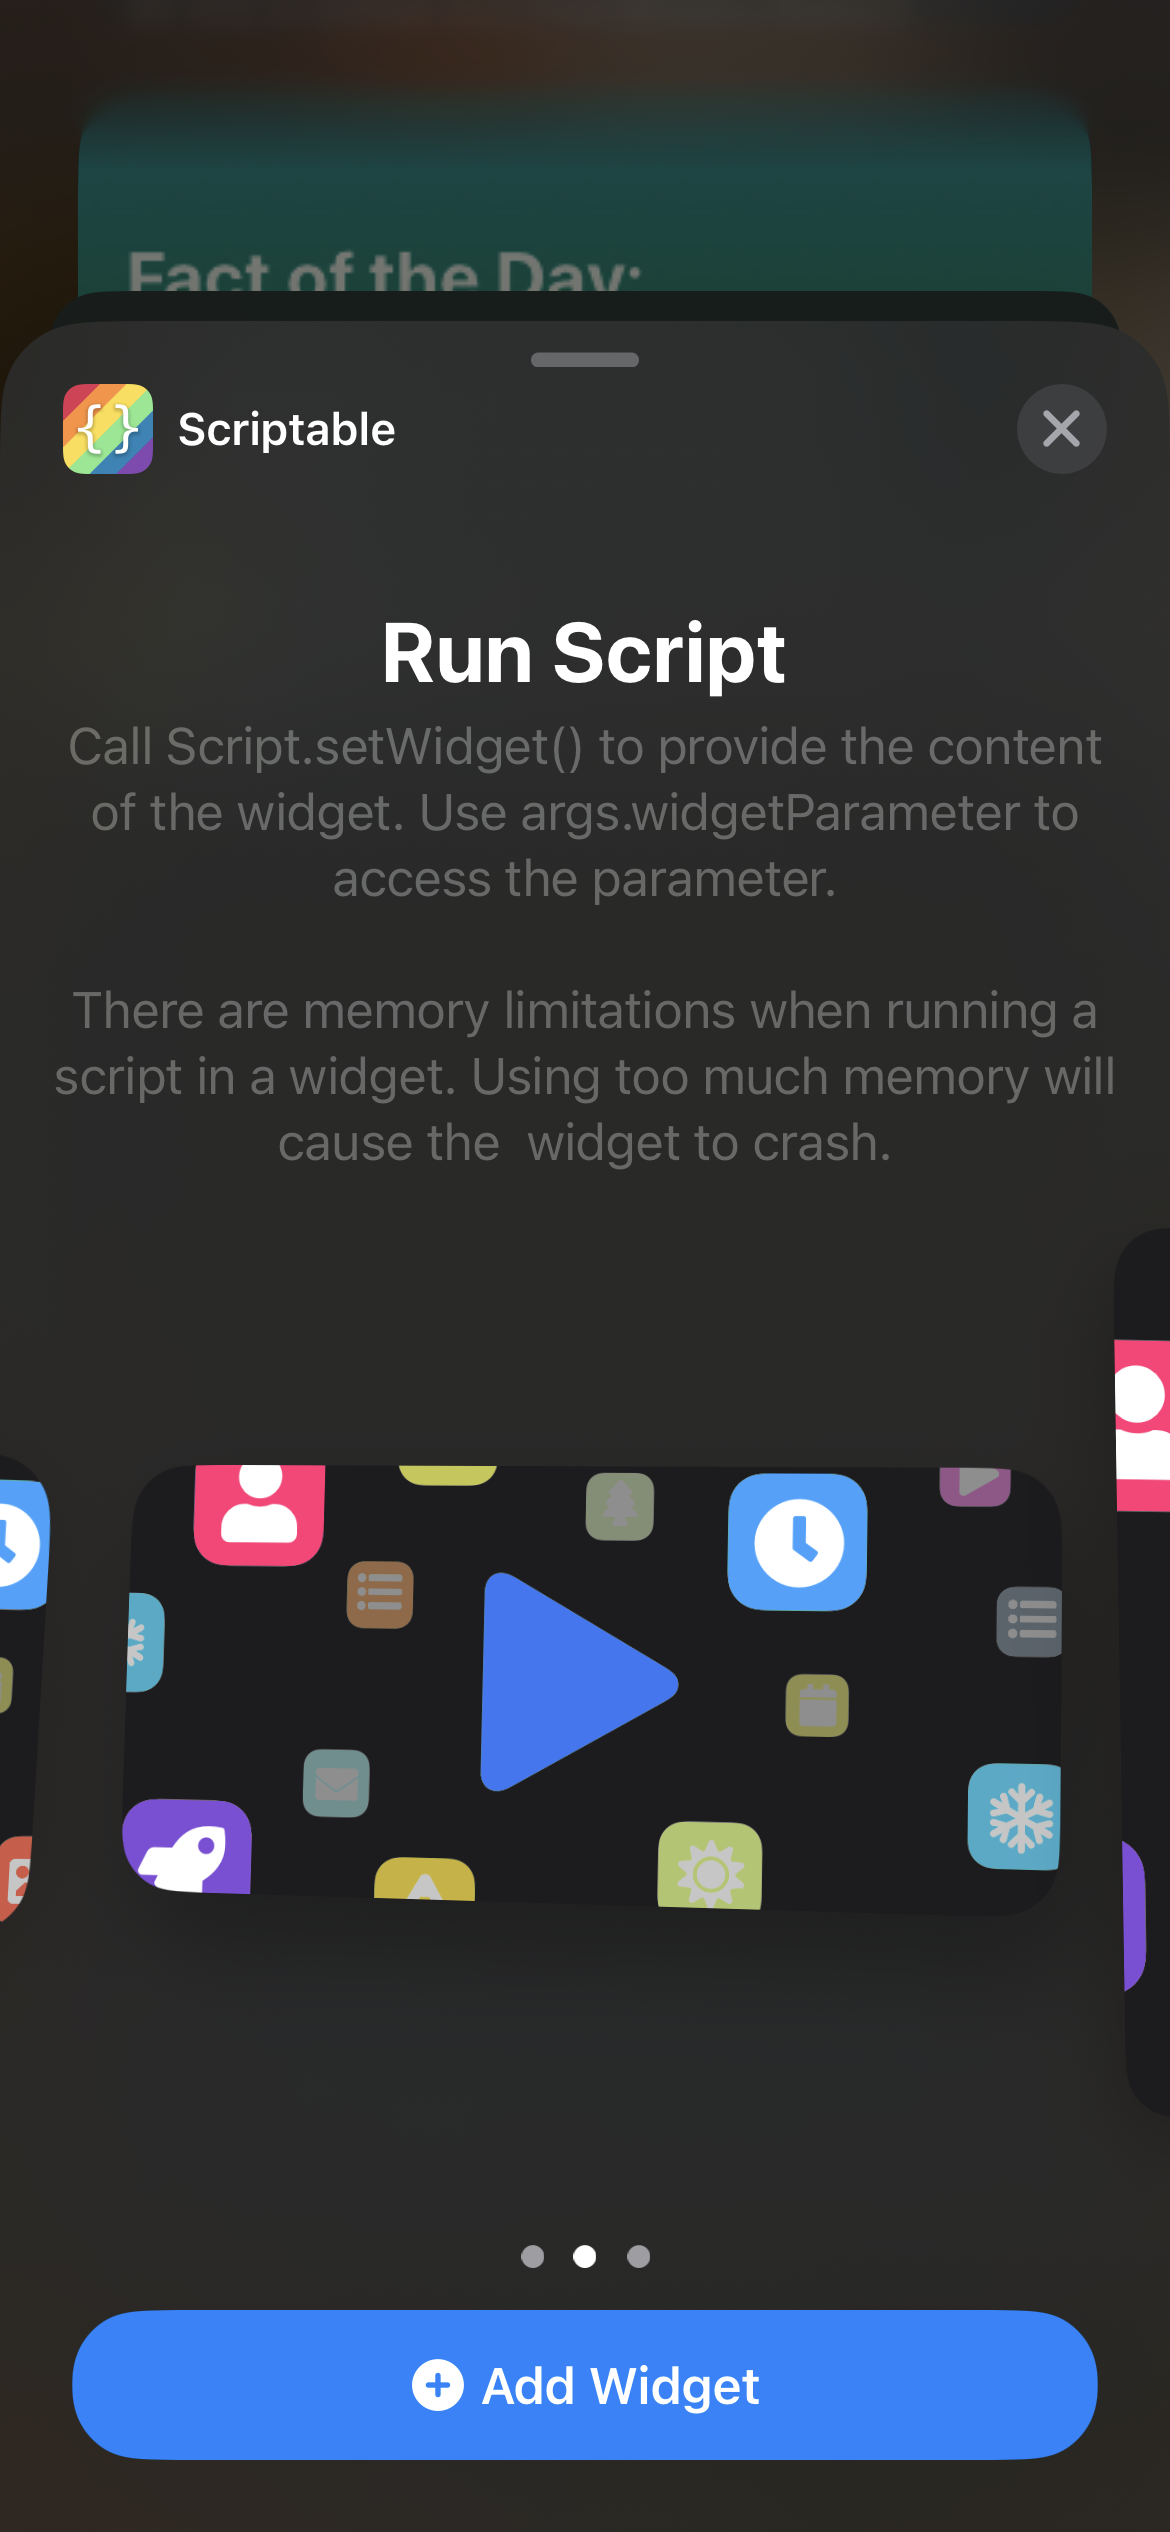 Fact of the Day:
{} Scriptable
Run Script
Call Script.setWidget() to provide the content
of the widget. Use args.widgetParameter to
access the parameter.
There are memory limitations when running a
script in a widget. Using too much memory will
cause the  widget to crash.
Add Widget